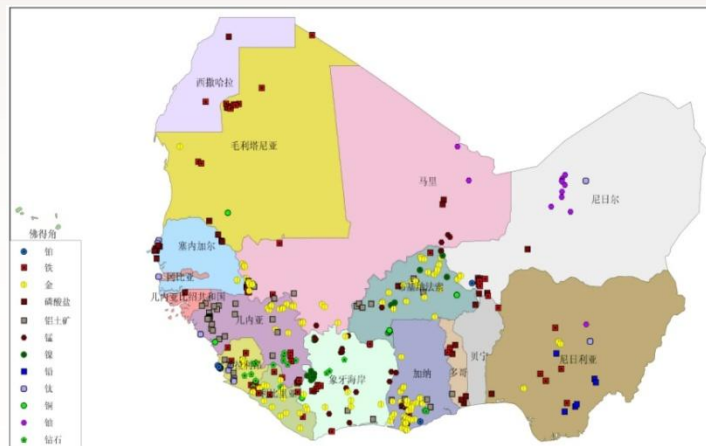 西撒哈拉
毛利塔尼亚
马里
尼日尔
佛得角
塞内加尔
冈比亚
几内亚比绍共和国
几内亚
布基纳法索
贝宁
尼日利亚
加纳
多哥
象牙海岸
铂
铁
金
磷酸盐
铝土矿
锰
镍
铅
钛
铜
铀
钻石